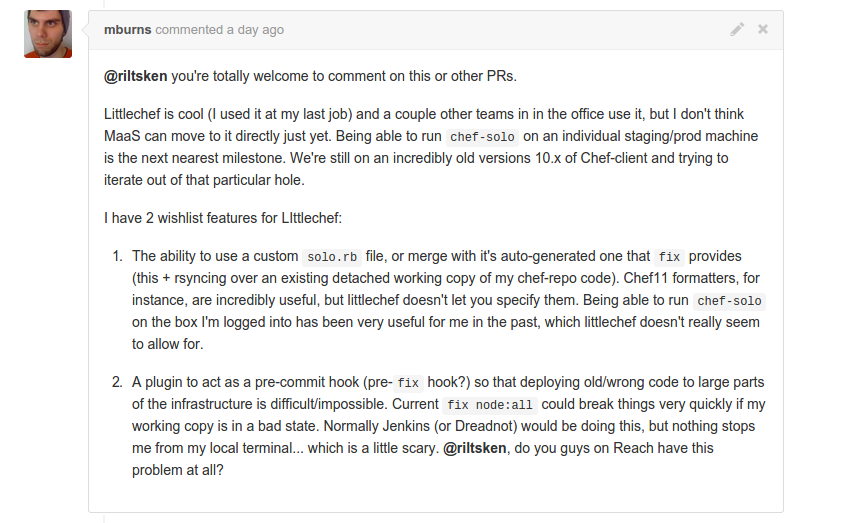 mburns commented a day ago
@riltsken you're totally welcome to comment on this or other PRs.
Littlechef is cool (I used it at my last job) and a couple other teams in in the office use it, but I don't think
MaaS can move to it directly just yet. Being able to run chef-solo on an individual staging/prod machine
is the next nearest milestone. We're still on an incredibly old versions 10.x of Chef-client and trying to
iterate out of that particular hole.
I have 2 wishlist features for LIttlechef:
1. The ability to use a custom solo.rb file, or merge with it's auto-generated one that fix provides
(this + rsyncing over an existing detached working copy of my chef-repo code). Chef11 formatters, for
instance, are incredibly useful, but littlechef doesn't let you specify them. Being able to run chef-solo
on the box I'm logged into has been very useful for me in the past, which littlechef doesn't really seem
to allow for.
2. A plugin to act as a pre-commit hook (pre- fix hook?) so that deploying old/wrong code to large parts
of the infrastructure is difficult/impossible. Current fix node:all could break things very quickly if my
working copy is in a bad state. Normally Jenkins (or Dreadnot) would be doing this, but nothing stops
me from my local terminal... which is a little scary. @riltsken, do you guys on Reach have this
problem at all?